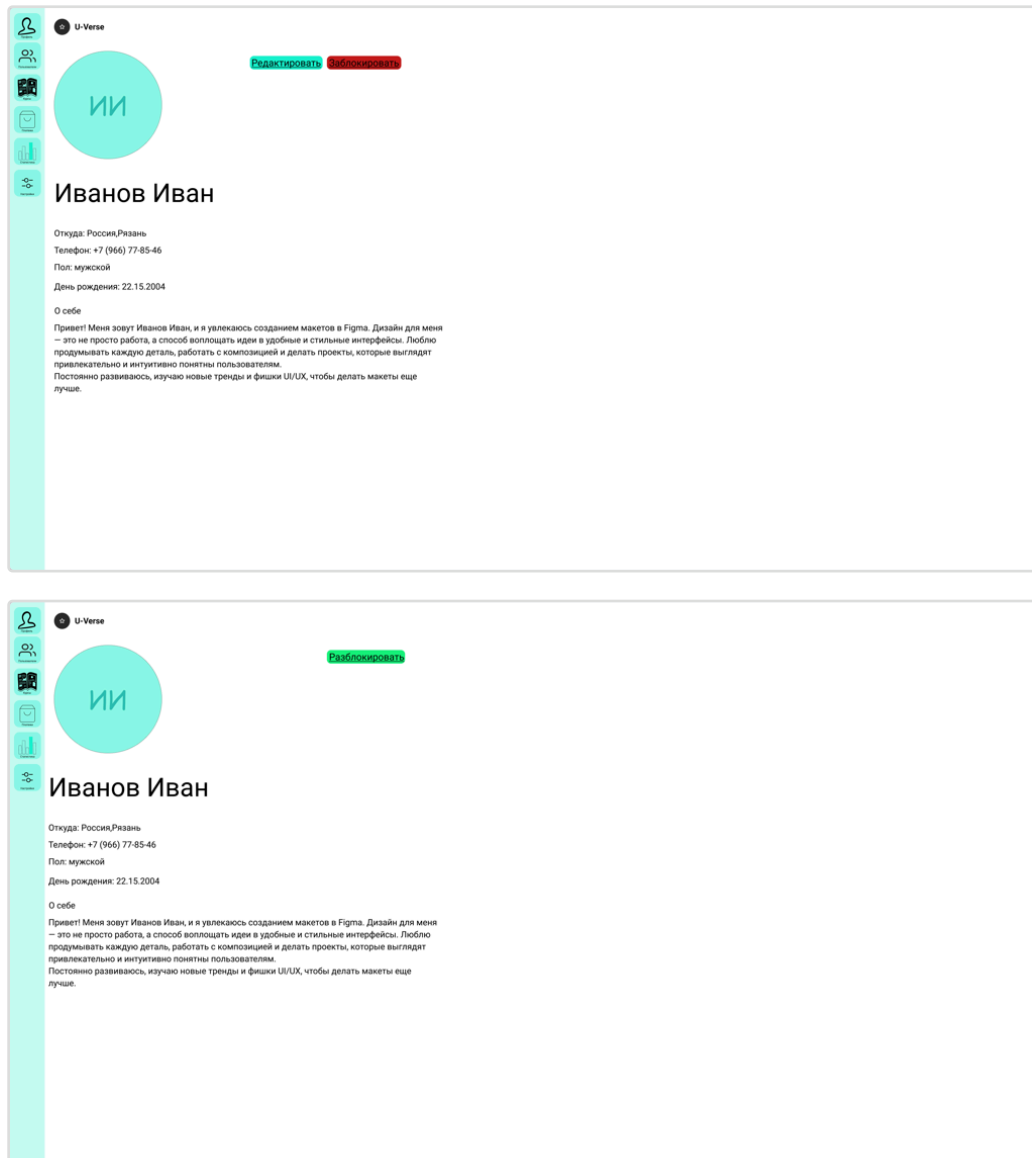 U-Verse
Редактировать Заблокировать
ИИ
Иванов Иван
Откуда: Россия,Рязань
Телефон: +7 (966) 77-85-46
Пол: мужской
День рождения: 22.15.2004
О себе
Привет! Меня зовут Иванов Иван, и я увлекаюсь созданием макетов в Figma. Дизайн для меня
— это не просто работа, а способ воплощать идеи в удобные и стильные интерфейсы. Люблю
продумывать каждую деталь, работать с композицией и делать проекты, которые выглядят
привлекательно и интуитивно понятны пользователям.
Постоянно развиваюсь, изучаю новые тренды и фишки UI/UX, чтобы делать макеты еще
лучше.
U-Verse
Разблокировать
ИИ
Иванов Иван
Откуда: Россия,Рязань
Телефон: +7 (966) 77-85-46
Пол: мужской
День рождения: 22.15.2004
О себе
Привет! Меня зовут Иванов Иван, и я увлекаюсь созданием макетов в Figma. Дизайн для меня
— это не просто работа, а способ воплощать идеи в удобные и стильные интерфейсы. Люблю
продумывать каждую деталь, работать с композицией и делать проекты, которые выглядят
привлекательно и интуитивно понятны пользователям.
Постоянно развиваюсь, изучаю новые тренды и фишки UI/UX, чтобы делать макеты еще
лучше.